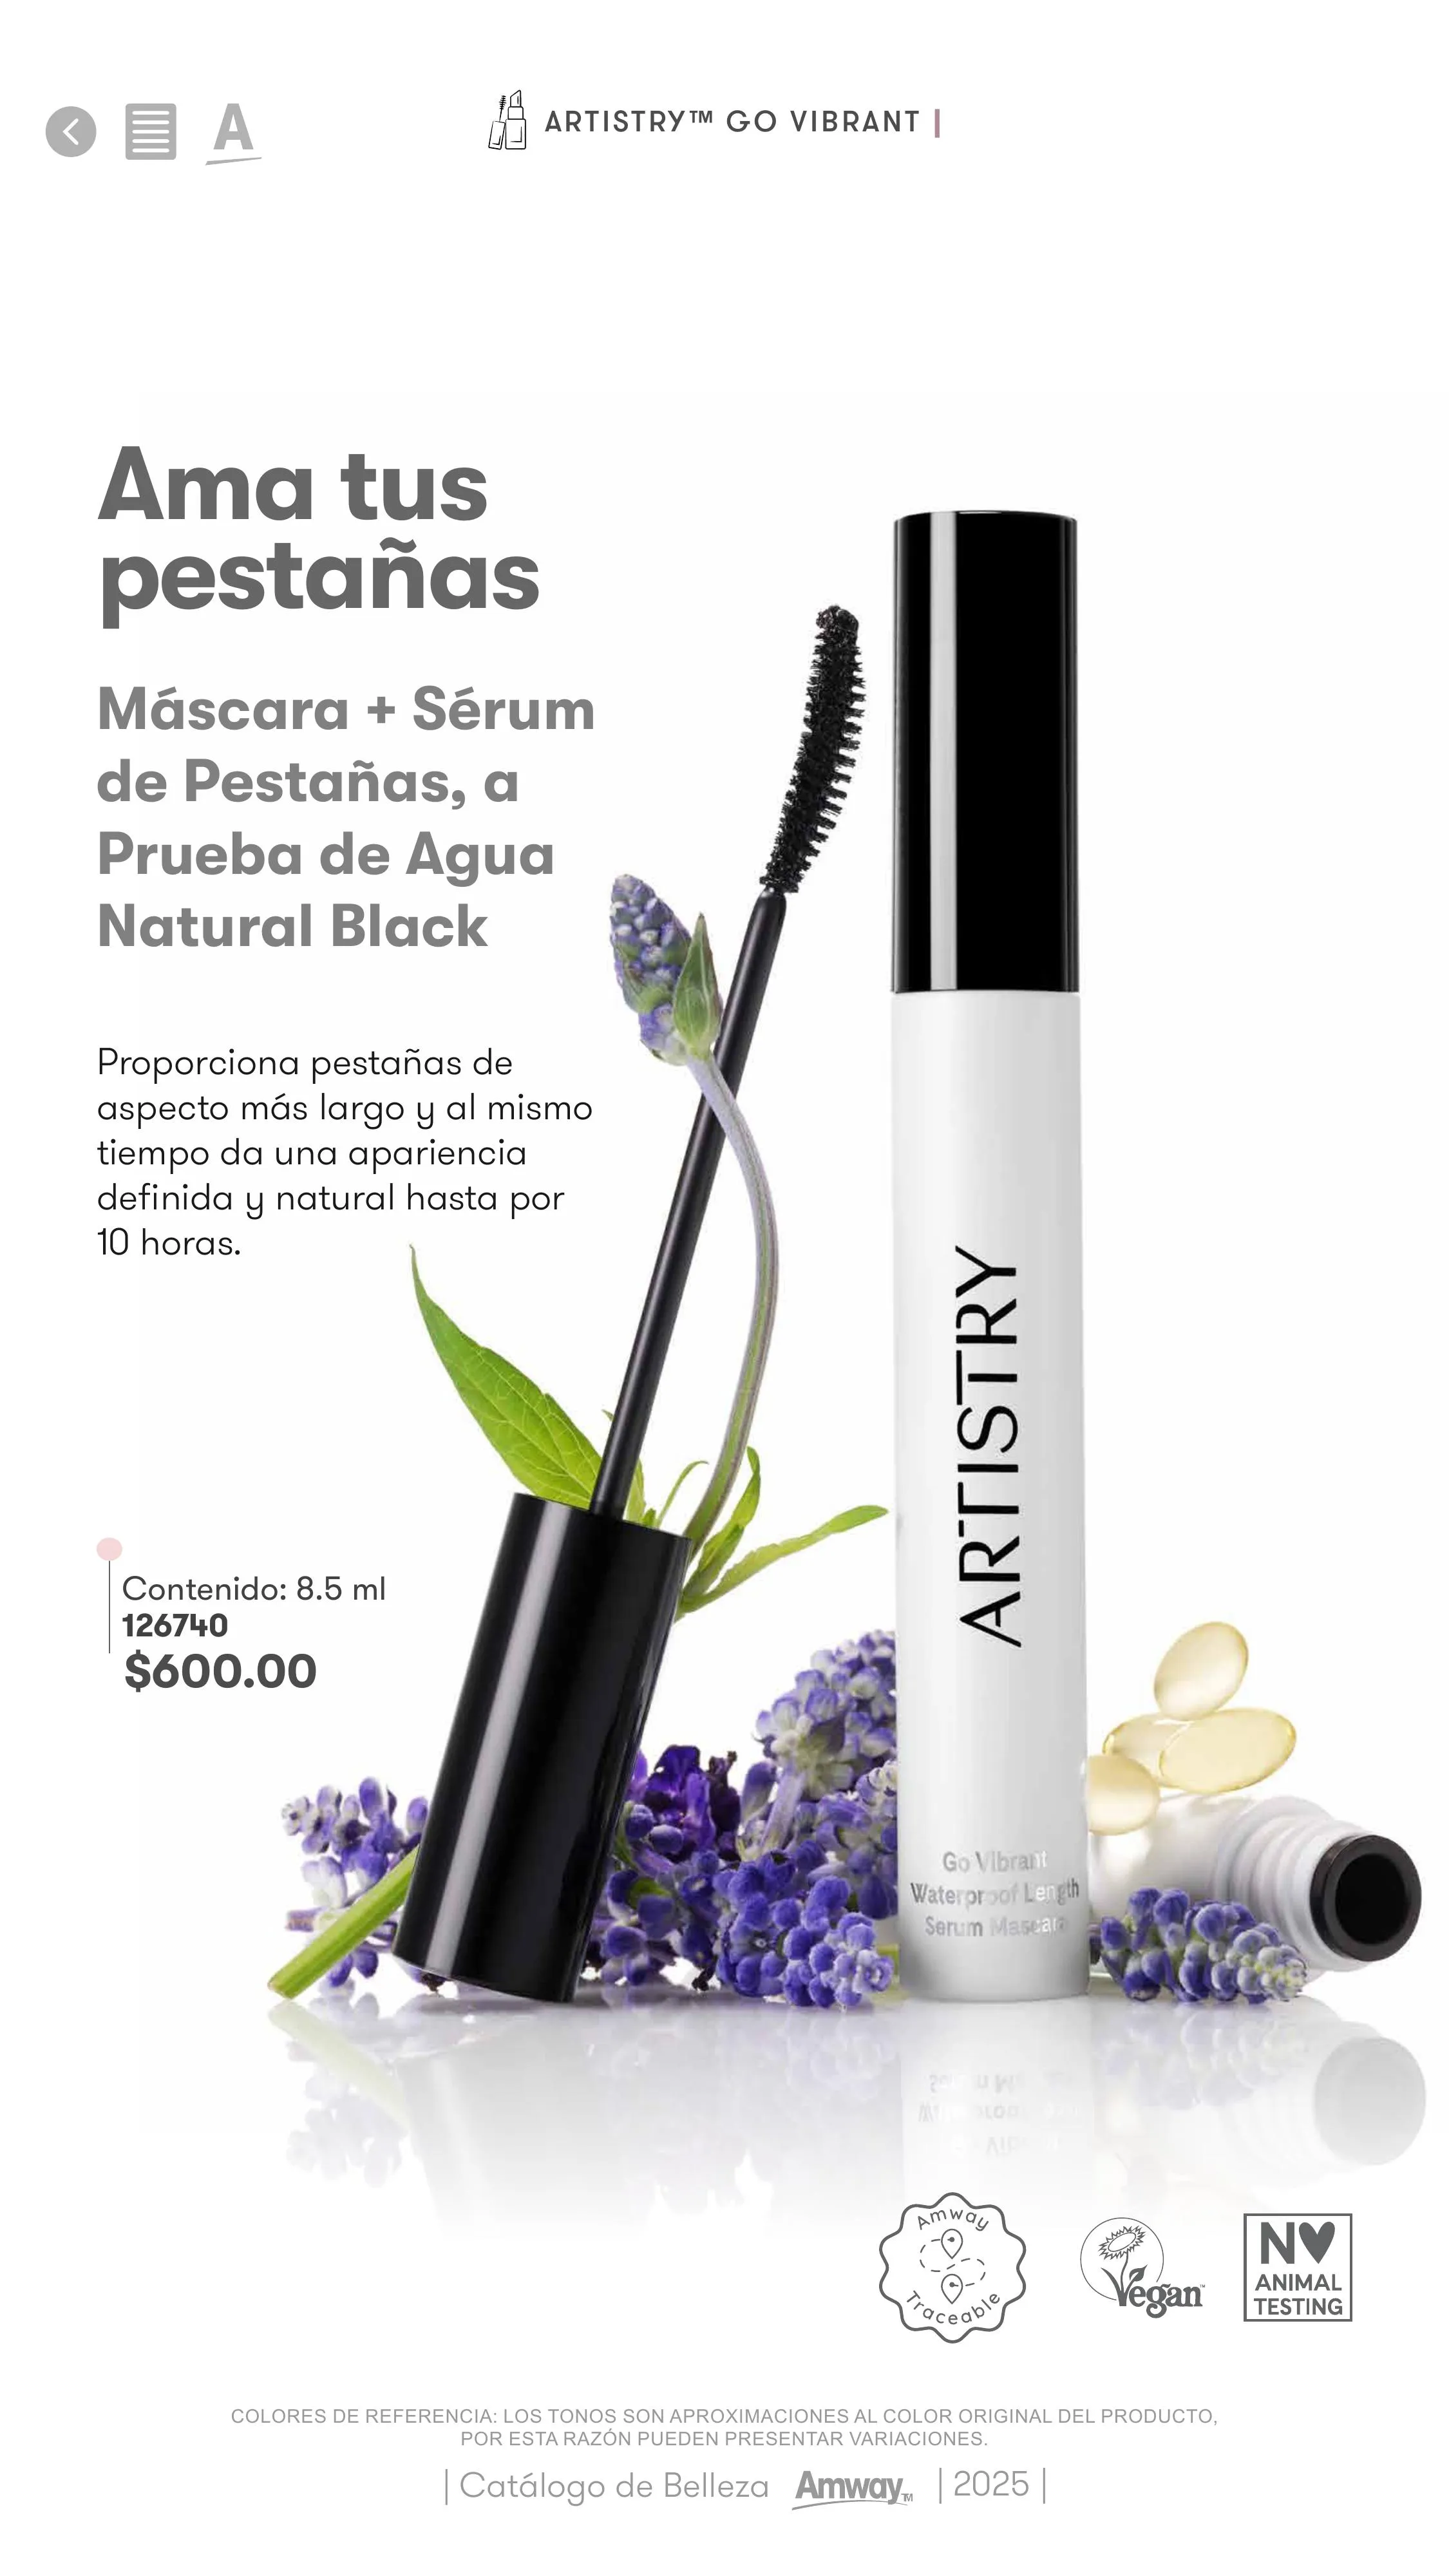 A
ARTISTRY™ GO VIBRANT |
Ama tus
pestañas
Máscara + Sérum
de Pestañas, a
Prueba de Agua
Natural Black
Proporciona pestañas de
aspecto más largo y al mismo
tiempo da una apariencia
definida y natural hasta por
10 horas.
Contenido: 8.5 ml
126740
$600.00
ARTISTRY
Go Vibrant
Waterproof Length
Serum Mascara
Amway
Traceable
Vegan™
N♥
ANIMAL
TESTING
COLORES DE REFERENCIA: LOS TONOS SON APROXIMACIONES AL COLOR ORIGINAL DEL PRODUCTO,
POR ESTA RAZÓN PUEDEN PRESENTAR VARIACIONES.
| Catálogo de Belleza Amway™ | 2025 |